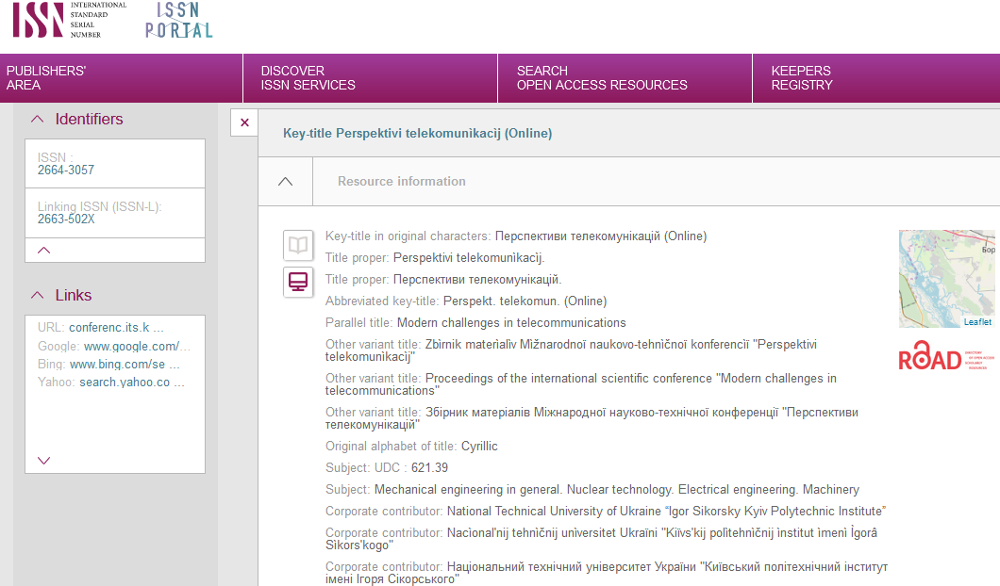 ISSN
INTERNATIONAL
STANDARD
SERIAL
NUMBER
ISSN
PORTAL
PUBLISHERS'
AREA
DISCOVER
ISSN SERVICES
SEARCH
OPEN ACCESS RESOURCES
KEEPERS
REGISTRY
Identifiers
ISSN :
2664-3057
Linking ISSN (ISSN-L):
2663-502X
Links
URL: conferenc.its.k ...
Google: www.google.com/...
Bing: www.bing.com/se ...
Yahoo: search.yahoo.co ...
×
Key-title Perspektivi telekomunikacij (Online)
Resource information
Key-title in original characters: Перспективи телекомунікацій (Online)
Title proper: Perspektivi telekomunìkacìj.
Title proper: Перспективи телекомунікацій.
Abbreviated key-title: Perspekt. telekomun. (Online)
Parallel title: Modern challenges in telecommunications
Other variant title: Zbìrnik materìalìv Mìžnarodnoï naukovo-tehnìčnoï konferencìï "Perspektivi
telekomunìkacìj"
Other variant title: Proceedings of the international scientific conference "Modern challenges in
telecommunications"
Other variant title: Збірник матеріалів Міжнародної науково-технічної конференції "Перспективи
телекомунікацій"
Original alphabet of title: Cyrillic
Subject: UDC : 621.39
Subject: Mechanical engineering in general. Nuclear technology. Electrical engineering. Machinery
Corporate contributor: National Technical University of Ukraine “Igor Sikorsky Kyiv Polytechnic Institute”
Corporate contributor: Nacìonal'nij tehnìčnij unìversitet Ukraïni "Kiïvs'kij polìtehnìčnij ìnstitut ìmenì Ìgorâ
Sìkors'kogo"
Corporate contributor: Національний технічний університет України "Київський політехнічний інститут
імені Ігоря Сікорського"
Бор
Leaflet
ROAD
DIRECTORY
OF OPEN ACCESS
SCHOLARLY
RESOURCES